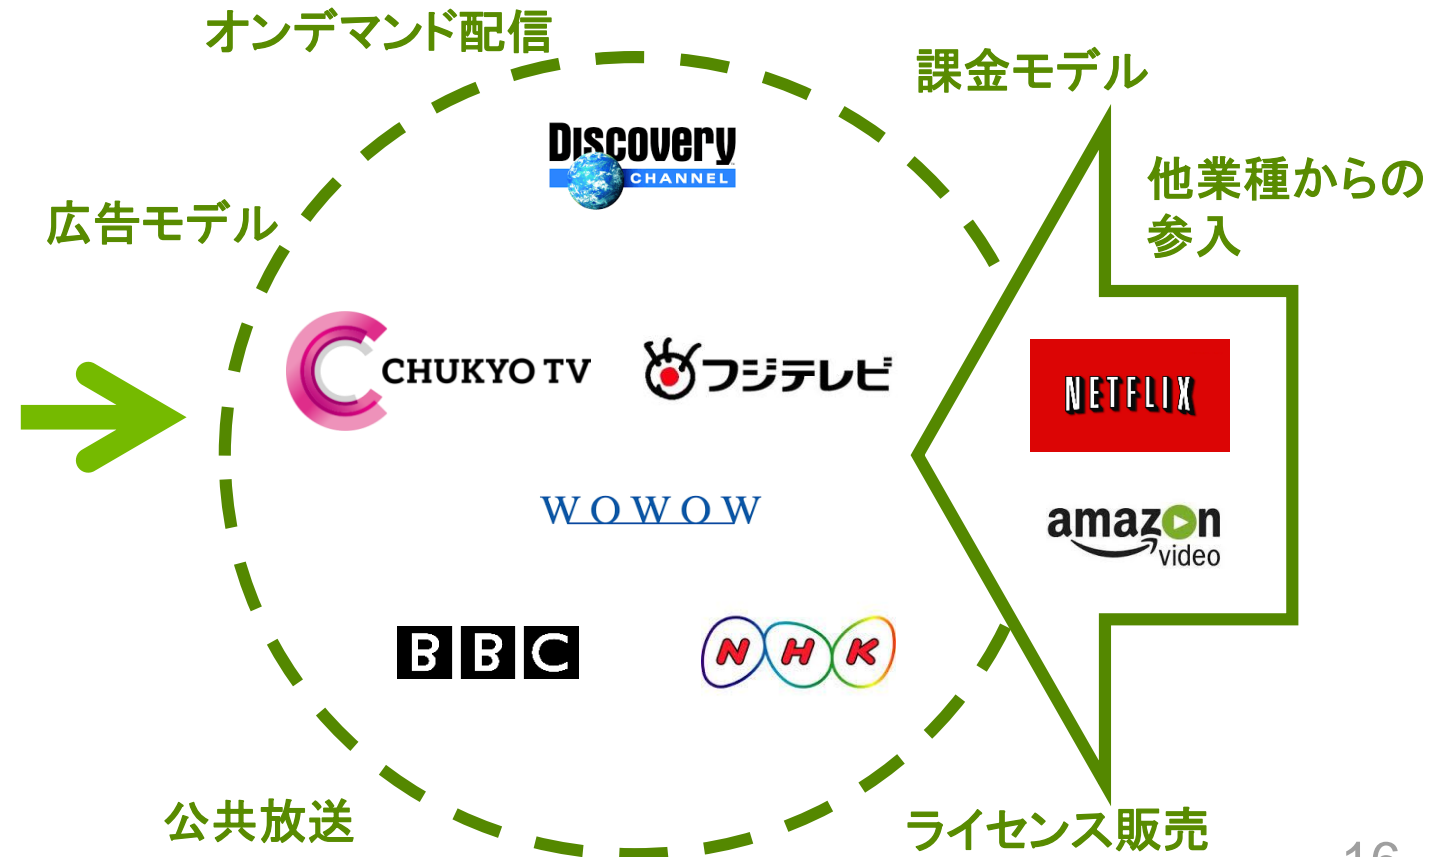 オンデマンド配信
課金モデル
DISCOVERY
CHANNEL
他業種からの
参入
広告モデル
CHUKYO TV
フジテレビ
NETFLIX
WOWOW
amazon
video
BBC
NHK
公共放送
ライセンス販売
16